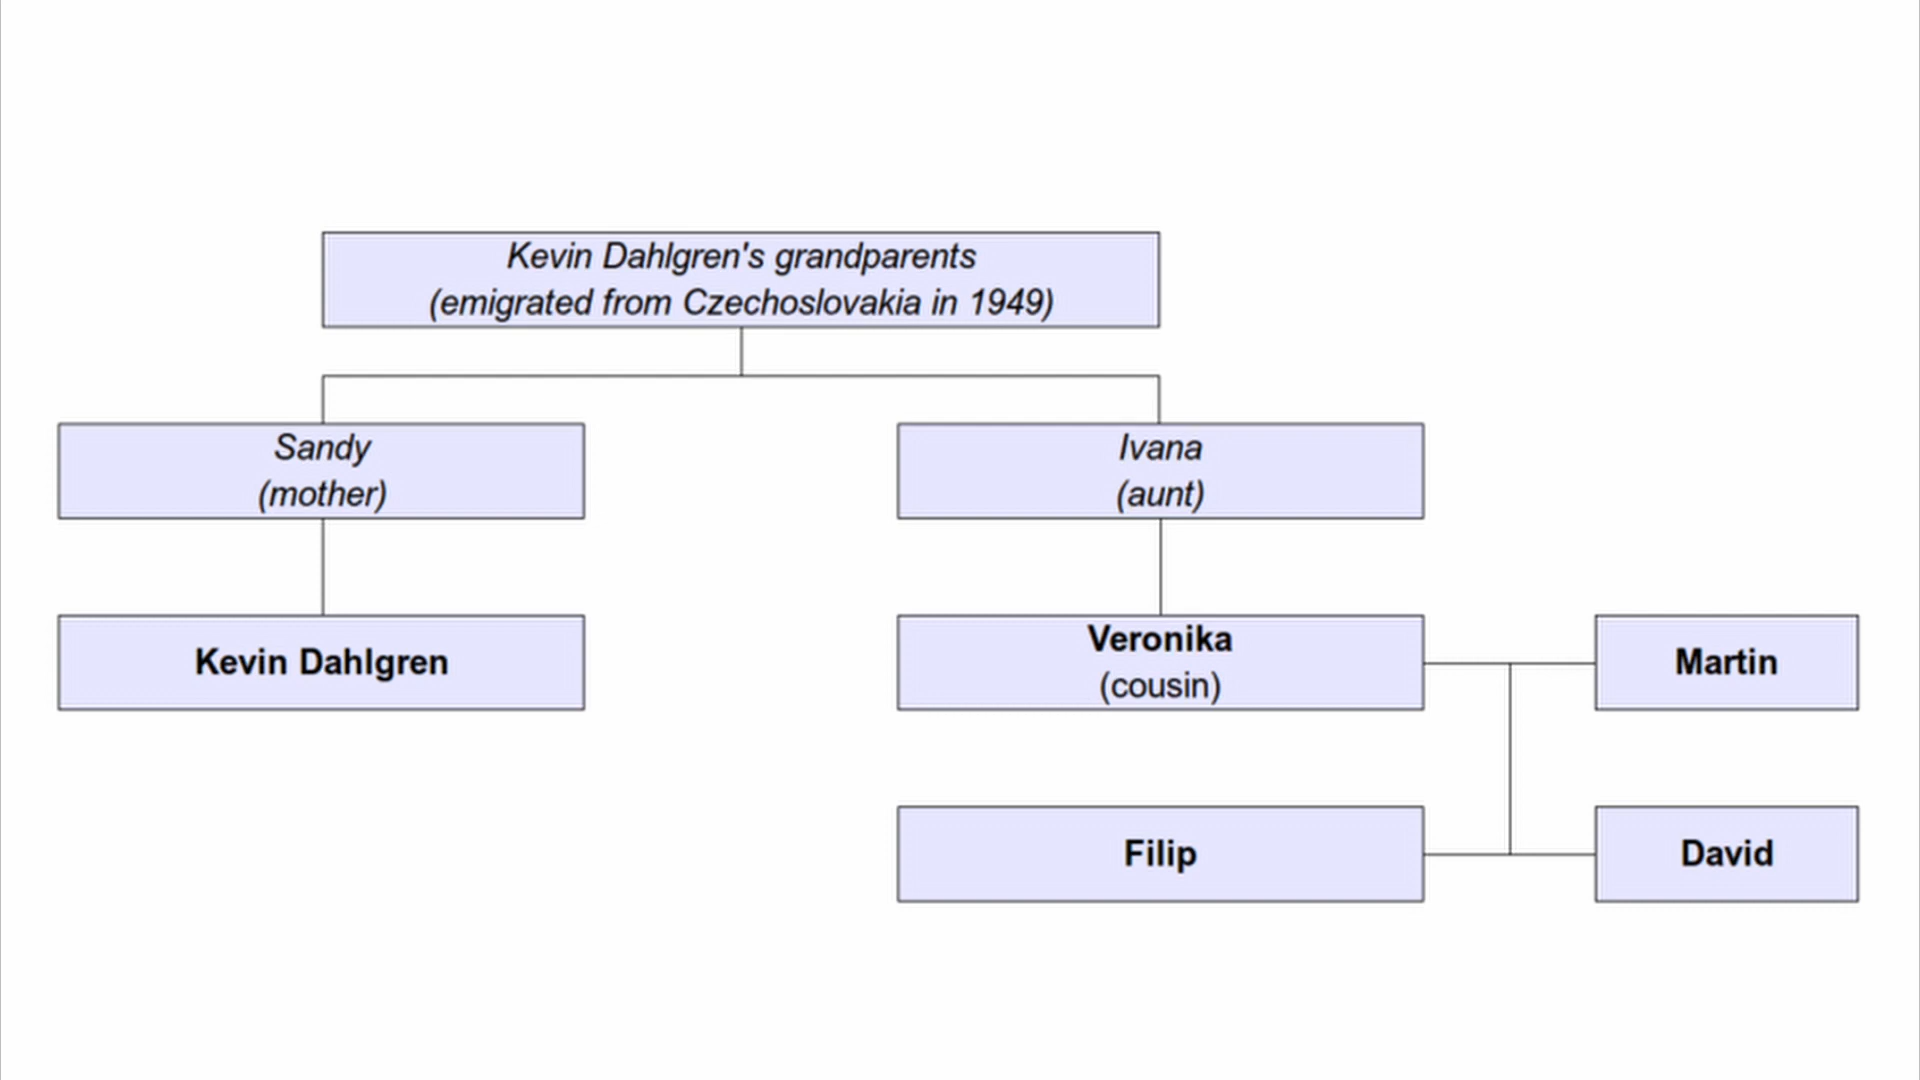 Kevin Dahlgren's grandparents
(emigrated from Czechoslovakia in 1949)
Sandy
(mother)
Ivana
(aunt)
Kevin Dahlgren
Veronika
(cousin)
Martin
Filip
David